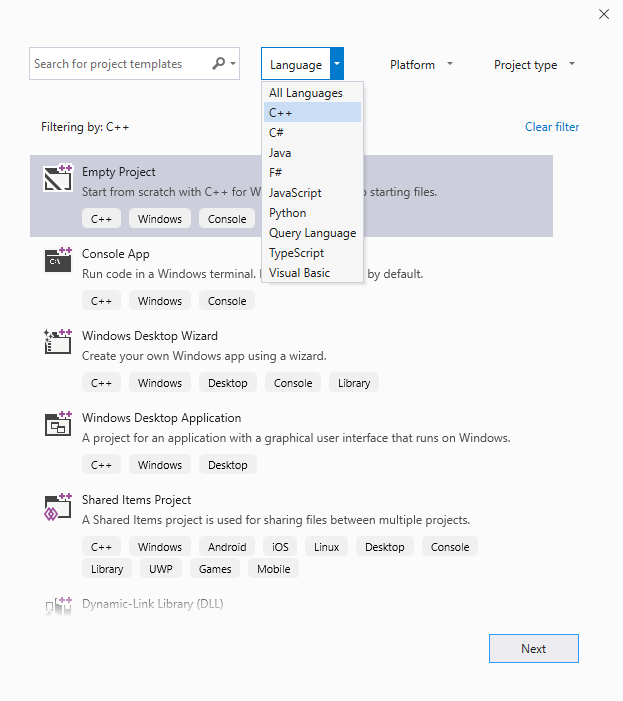 Search for project templates
Language
Platform
Project type
All Languages
C++
C#
Java
F#
JavaScript
Python
Query Language
TypeScript
Visual Basic
Filtering by: C++
Clear filter
Empty Project
Start from scratch with C++ for W o starting files.
C++ Windows Console
Console App
Run code in a Windows terminal. by default.
C++ Windows Console
Windows Desktop Wizard
Create your own Windows app using a wizard.
C++ Windows Desktop Console Library
Windows Desktop Application
A project for an application with a graphical user interface that runs on Windows.
C++ Windows Desktop
Shared Items Project
A Shared Items project is used for sharing files between multiple projects.
C++ Windows Android iOS Linux Desktop Console
Library UWP Games Mobile
Dynamic-Link Library (DLL)
Next